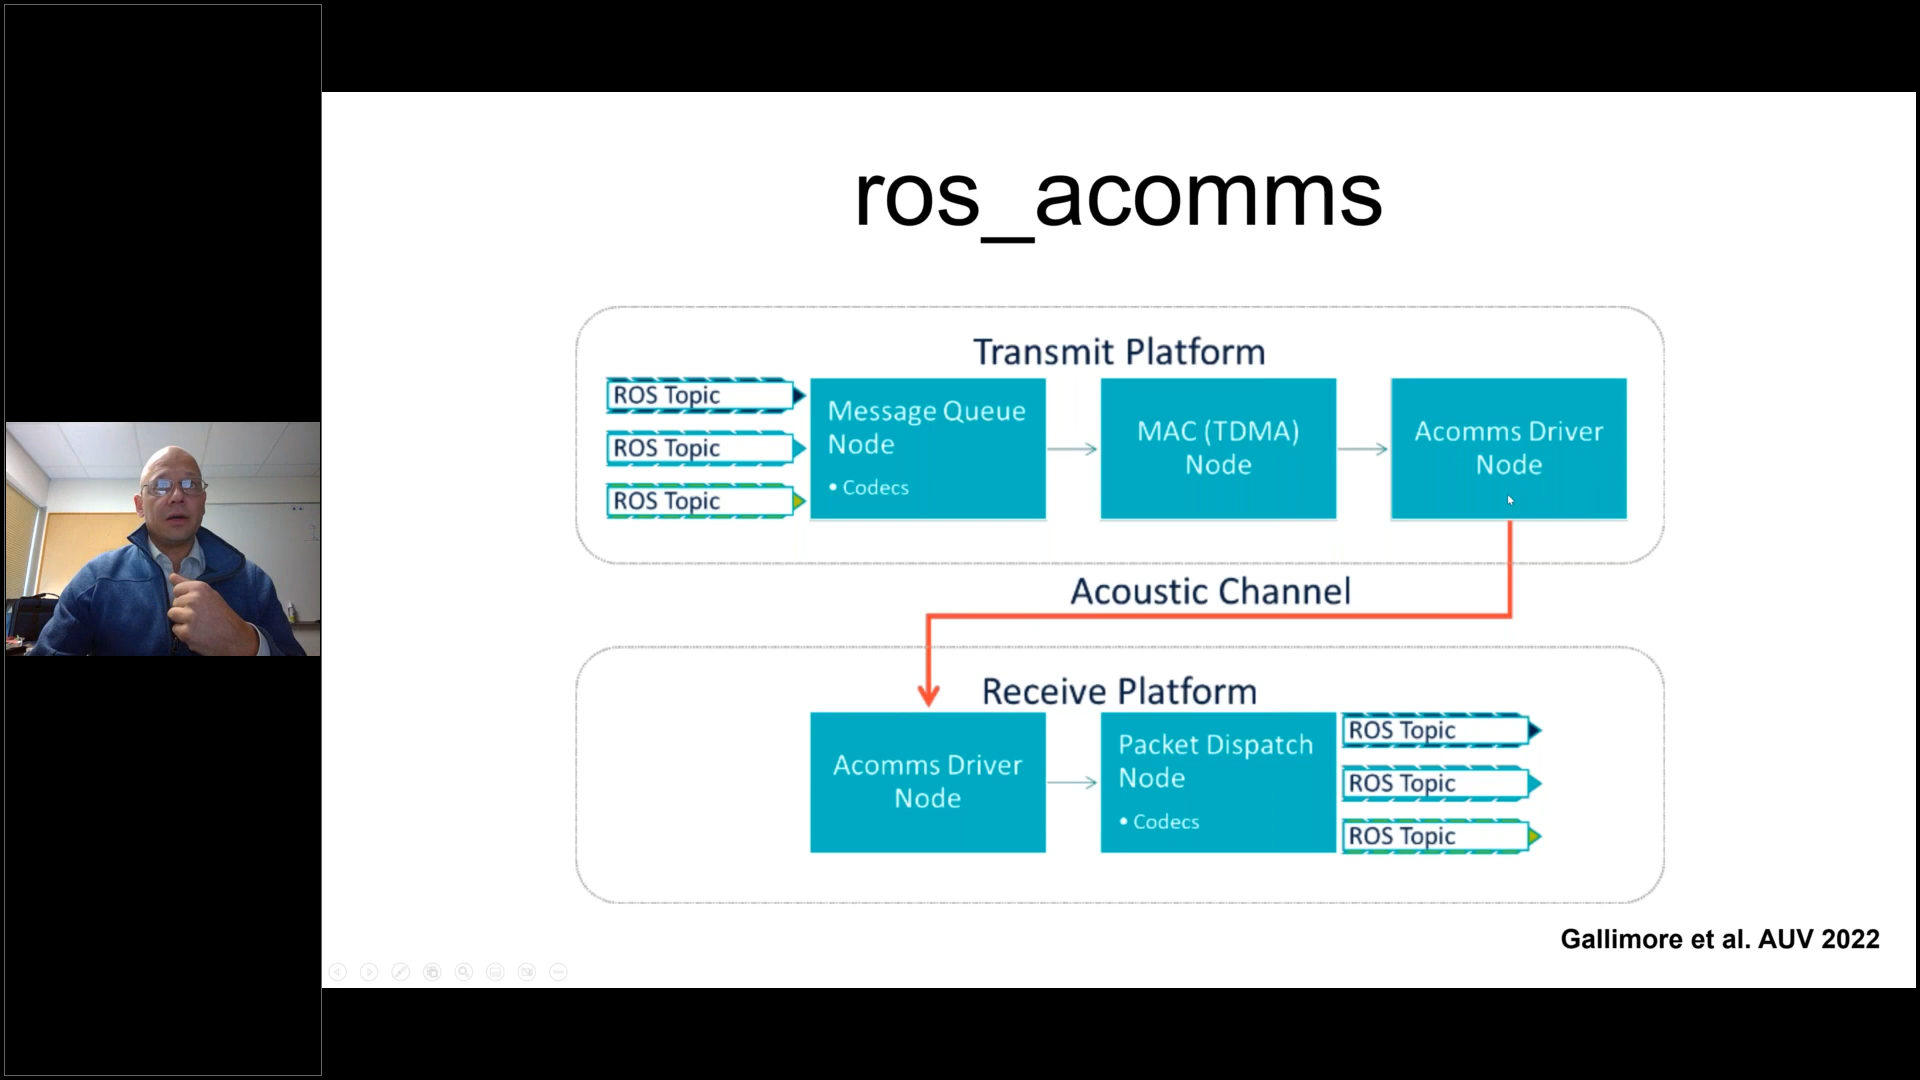 ros_acomms
Transmit Platform
ROS Topic
ROS Topic
ROS Topic
Message Queue
Node
• Codecs
MAC (TDMA)
Node
Acomms Driver
Node
Acoustic Channel
Receive Platform
Acomms Driver
Node
Packet Dispatch
Node
• Codecs
ROS Topic
ROS Topic
ROS Topic
Gallimore et al. AUV 2022